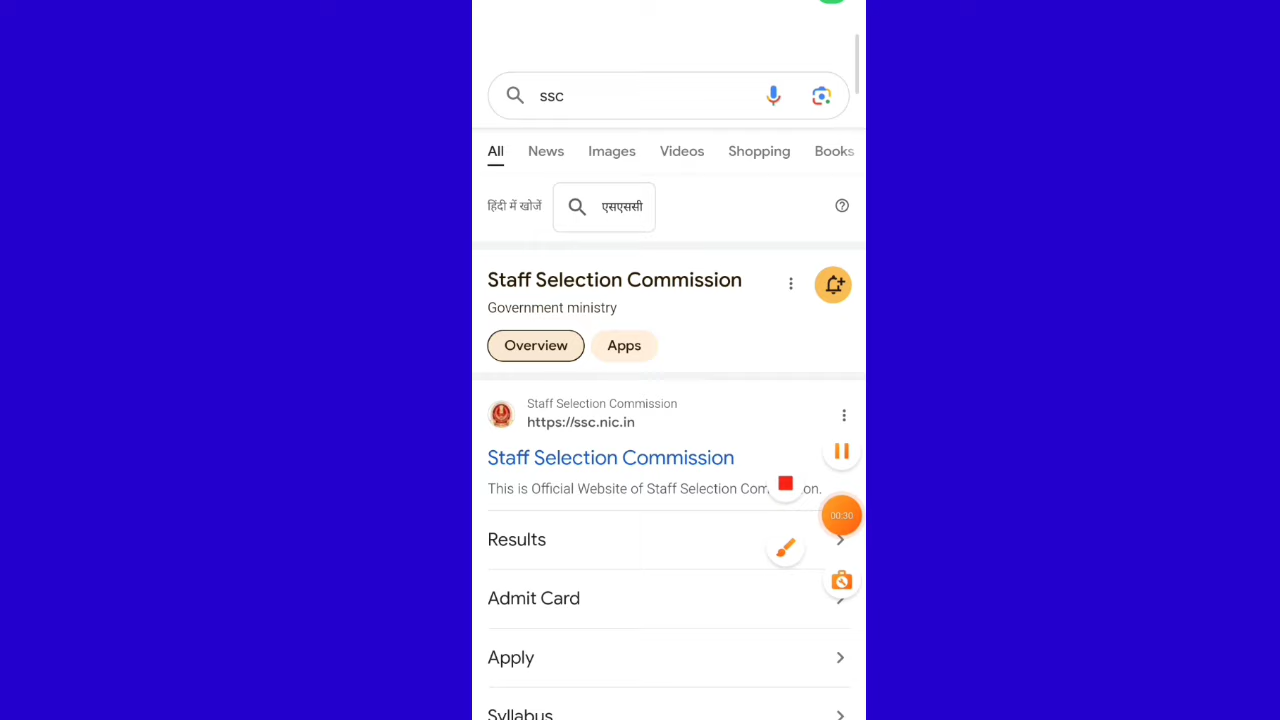 ssc
All News Images Videos Shopping Books
हिंदी में खोजें एसएससी
Staff Selection Commission
Government ministry
Overview Apps
Staff Selection Commission
https://ssc.nic.in
Staff Selection Commission
This is Official Website of Staff Selection Com on.
00:30
Results
Admit Card
Apply
Syllabus